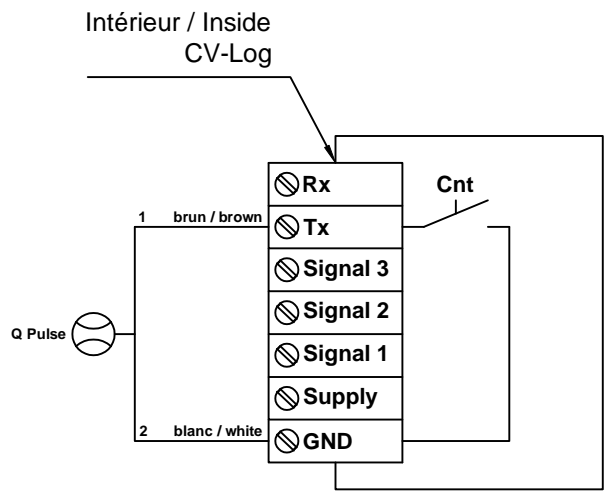 Intérieur / Inside
CV-Log
Rx
Cnt
1 brun / brown
Tx
Signal 3
Signal 2
Q Pulse
Signal 1
Supply
2 blanc / white
GND